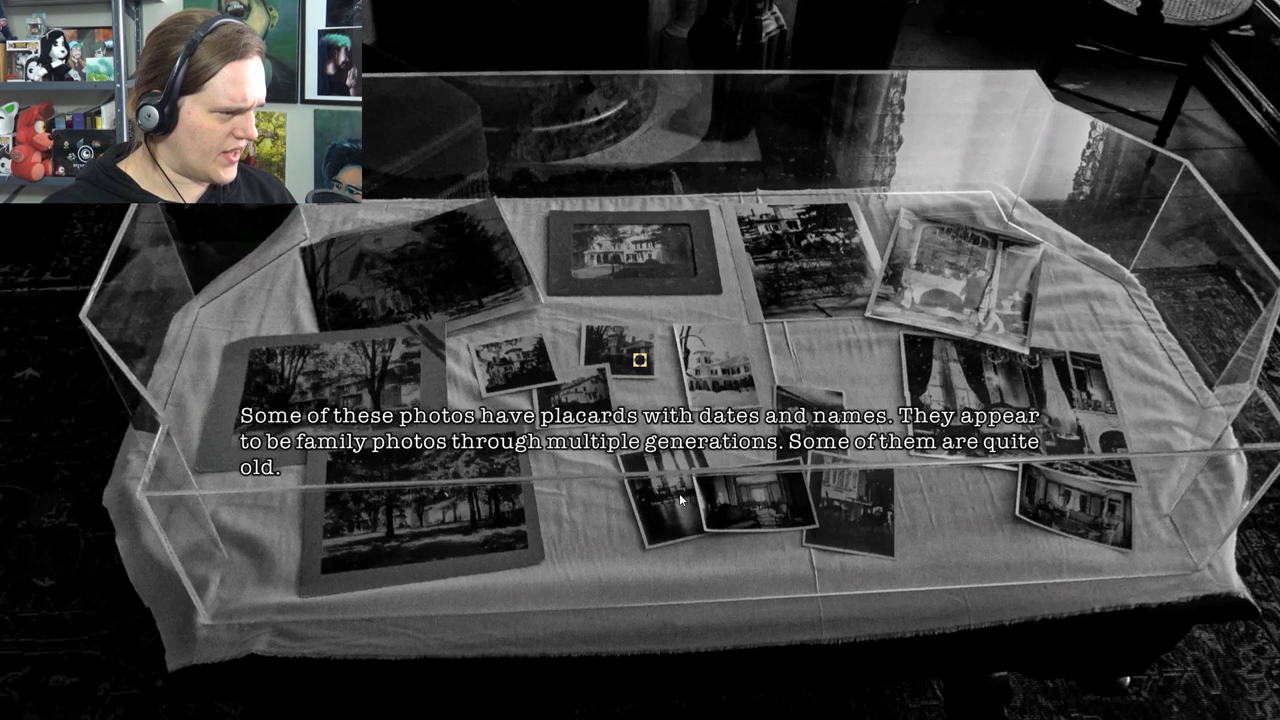 Some of these photos have placards with dates and names. They appear
to be family photos through multiple generations. Some of them are quite
old.